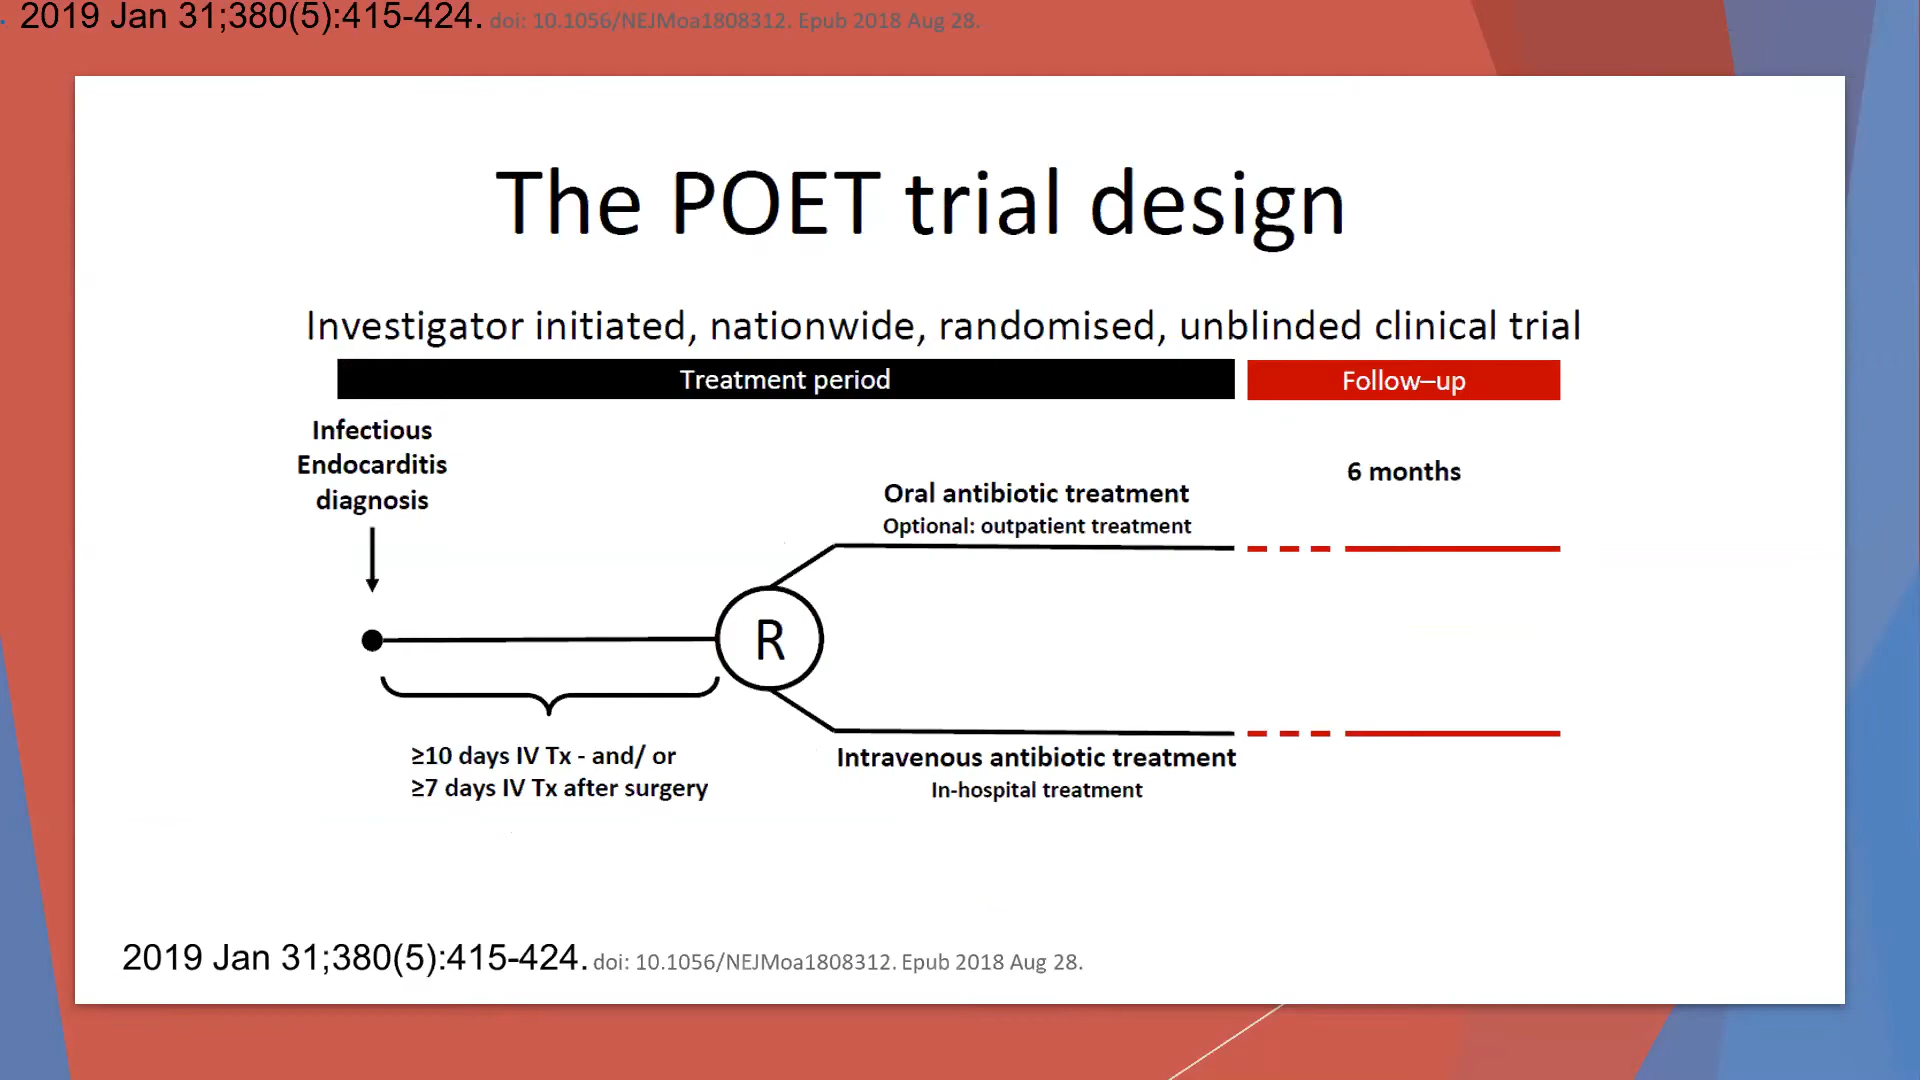 2019 Jan 31;380(5):415-424. doi: 10.1056/NEJMoa1808312. Epub 2018 Aug 28.
The POET trial design
Investigator initiated, nationwide, randomised, unblinded clinical trial
Treatment period
Follow–up
Infectious
Endocarditis
diagnosis
6 months
Oral antibiotic treatment
Optional: outpatient treatment
R
≥10 days IV Tx - and/ or
≥7 days IV Tx after surgery
Intravenous antibiotic treatment
In-hospital treatment
2019 Jan 31;380(5):415-424. doi: 10.1056/NEJMoa1808312. Epub 2018 Aug 28.